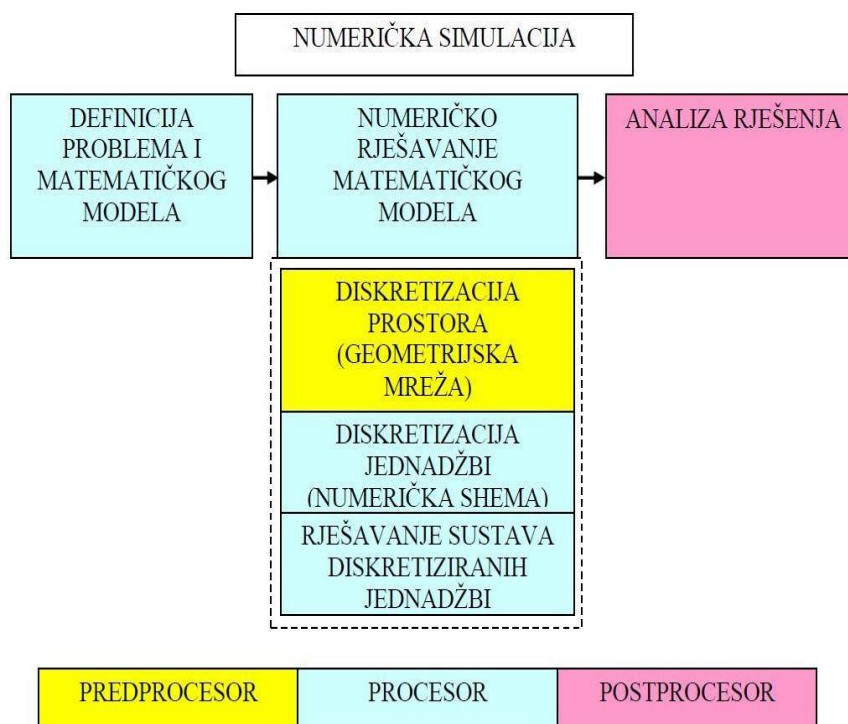 NUMERIČKA SIMULACIJA
DEFINICIJA
PROBLEMA I
MATEMATIČKOG
MODELA
NUMERIČKO
RJEŠAVANJE
MATEMATIČKOG
MODELA
ANALIZA RJEŠENJA
DISKRETIZACIJA
PROSTORA
(GEOMETRIJSKA
MREŽA)
DISKRETIZACIJA
JEDNADŽBI
(NUMERIČKA SHEMA)
RJEŠAVANJE SUSTAVA
DISKRETIZIRANIH
JEDNADŽBI
PREDPROCESOR
PROCESOR
POSTPROCESOR